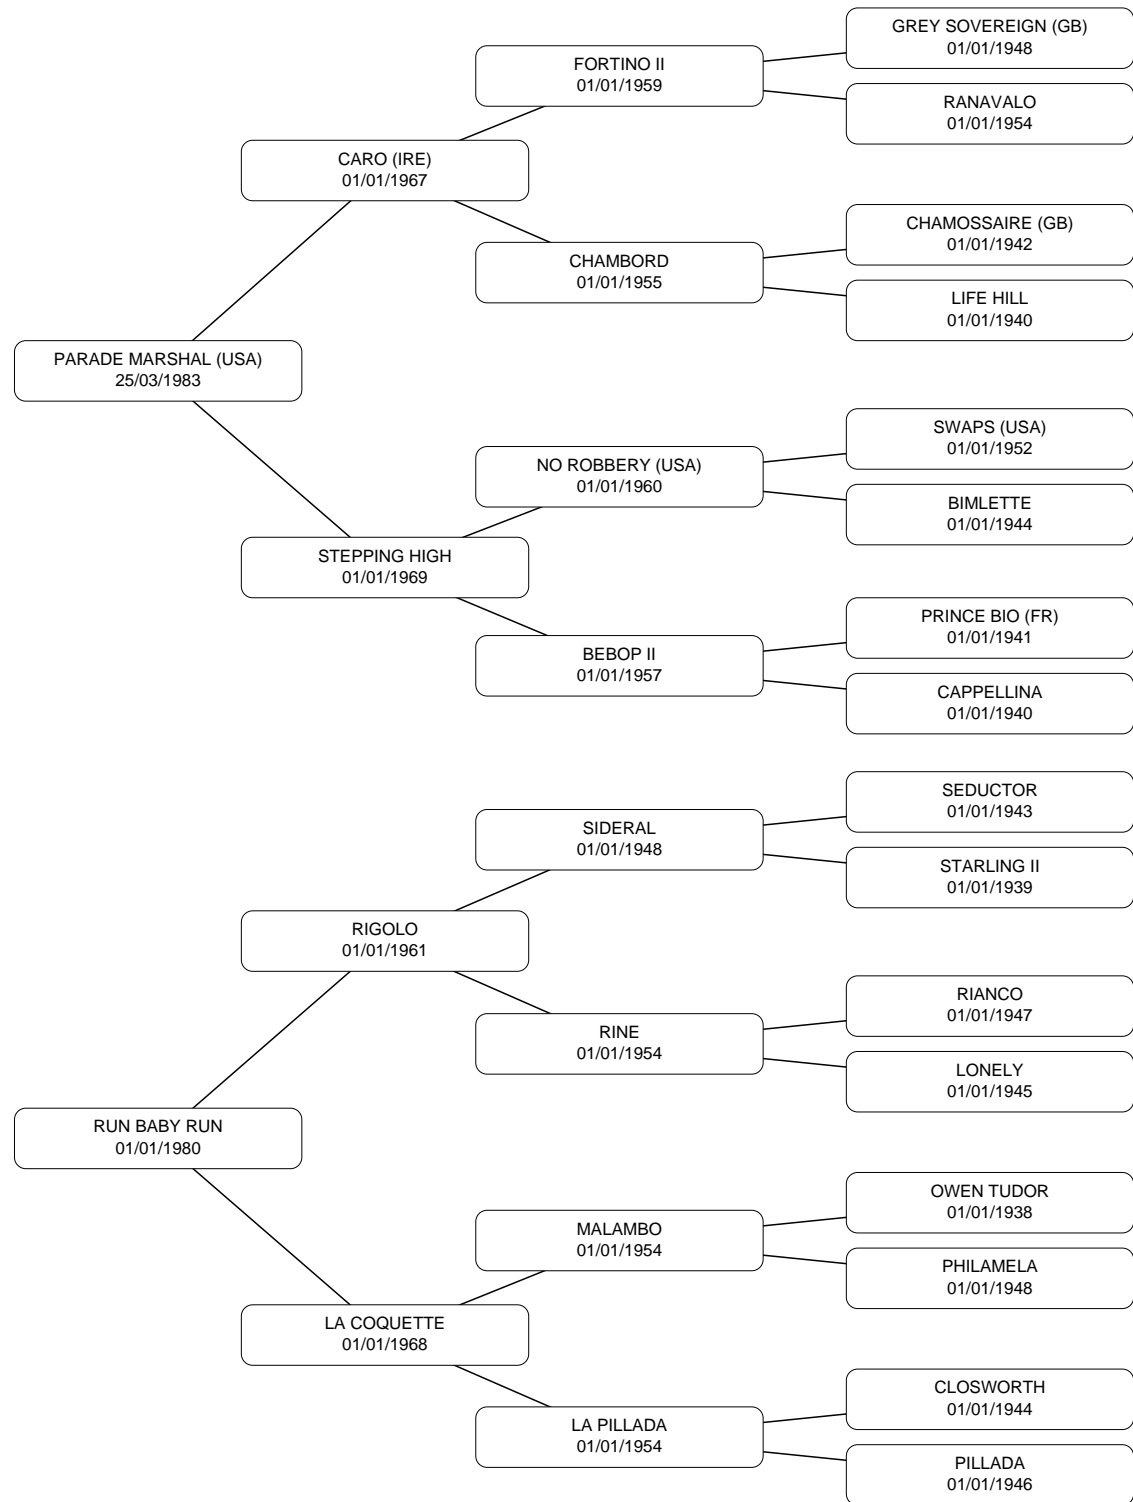 GREY SOVEREIGN (GB)
01/01/1948
FORTINO II
01/01/1959
RANAVALO
01/01/1954
CARO (IRE)
01/01/1967
CHAMOSSAIRE (GB)
01/01/1942
CHAMBORD
01/01/1955
LIFE HILL
01/01/1940
PARADE MARSHAL (USA)
25/03/1983
SWAPS (USA)
01/01/1952
NO ROBBERY (USA)
01/01/1960
BIMLETTE
01/01/1944
STEPPING HIGH
01/01/1969
PRINCE BIO (FR)
01/01/1941
BEBOP II
01/01/1957
CAPPELLINA
01/01/1940
SEDUCTOR
01/01/1943
SIDERAL
01/01/1948
STARLING II
01/01/1939
RIGOLO
01/01/1961
RIANCO
01/01/1947
RINE
01/01/1954
LONELY
01/01/1945
RUN BABY RUN
01/01/1980
OWEN TUDOR
01/01/1938
MALAMBO
01/01/1954
PHILAMELA
01/01/1948
LA COQUETTE
01/01/1968
CLOSWORTH
01/01/1944
LA PILLADA
01/01/1954
PILLADA
01/01/1946